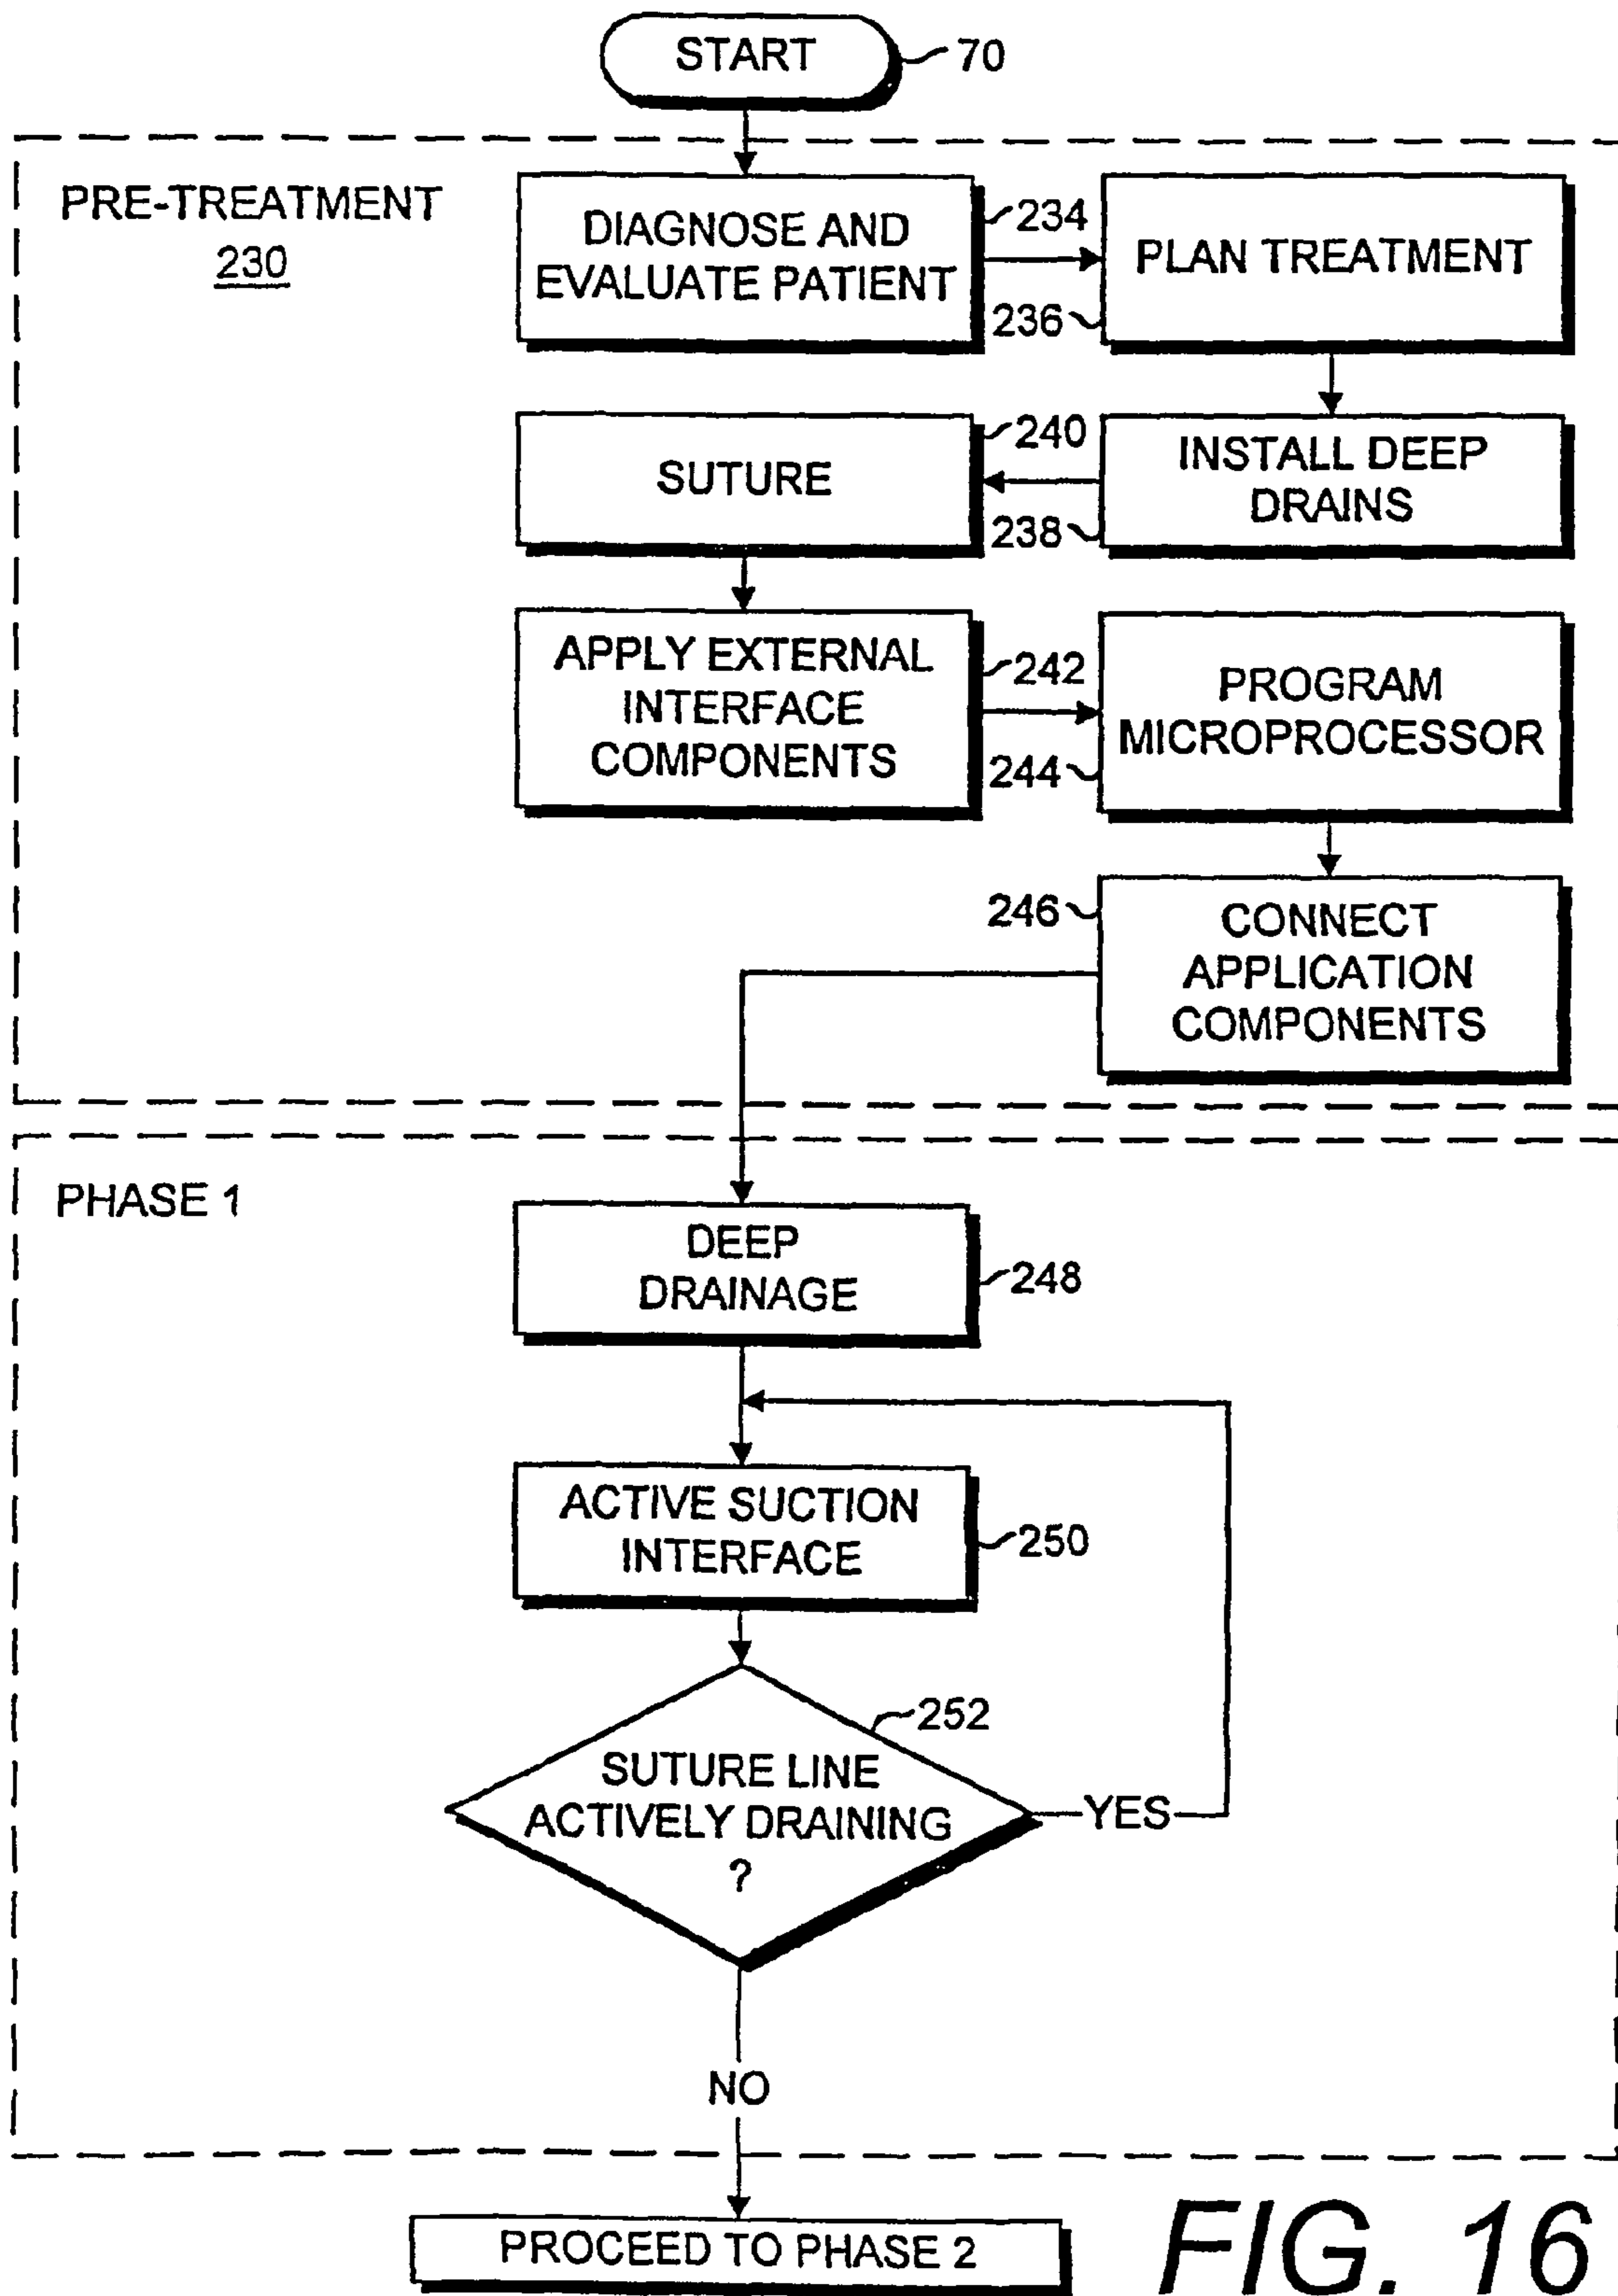 START
70
PRE-TREATMENT
230
DIAGNOSE AND
EVALUATE PATIENT
234
PLAN TREATMENT
236
INSTALL DEEP
DRAINS
238
SUTURE
240
APPLY EXTERNAL
INTERFACE
COMPONENTS
242
PROGRAM
MICROPROCESSOR
244
246
CONNECT
APPLICATION
COMPONENTS
PHASE 1
DEEP
DRAINAGE
248
ACTIVE SUCTION
INTERFACE
250
252
SUTURE LINE
ACTIVELY DRAINING
?
YES
NO
PROCEED TO PHASE 2
FIG. 16